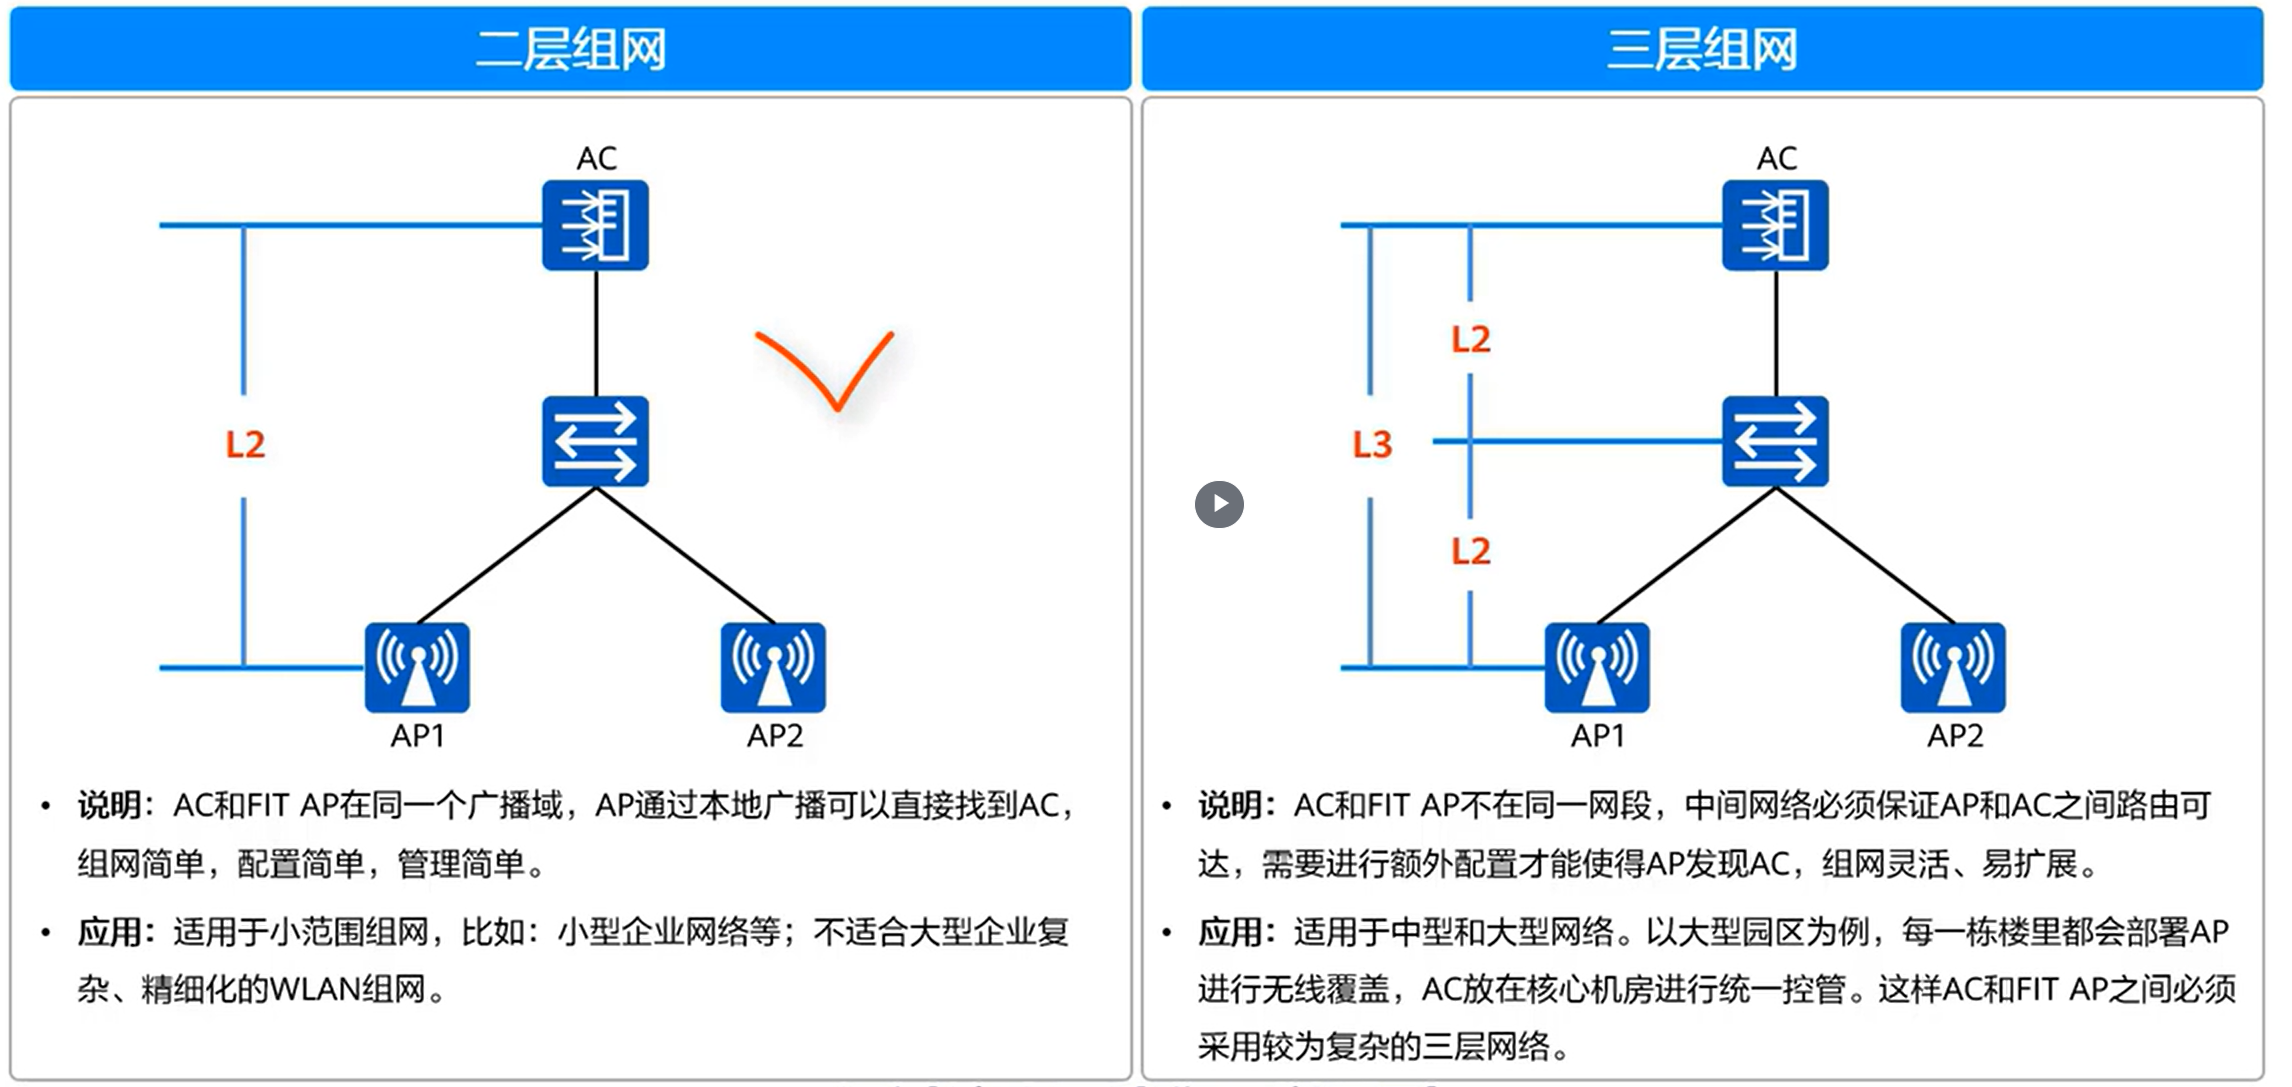 二层组网
AC
L2
AP1
AP2
• 说明：AC和FIT AP在同一个广播域，AP通过本地广播可以直接找到AC，
组网简单，配置简单，管理简单。
• 应用：适用于小范围组网，比如：小型企业网络等；不适合大型企业复
杂、精细化的WLAN组网。
三层组网
AC
L2
L3
L2
AP1
AP2
• 说明：AC和FIT AP不在同一网段，中间网络必须保证AP和AC之间路由可
达，需要进行额外配置才能使得AP发现AC，组网灵活、易扩展。
• 应用：适用于中型和大型网络。以大型园区为例，每一栋楼里都会部署AP
进行无线覆盖，AC放在核心机房进行统一控管。这样AC和FIT AP之间必须
采用较为复杂的三层网络。